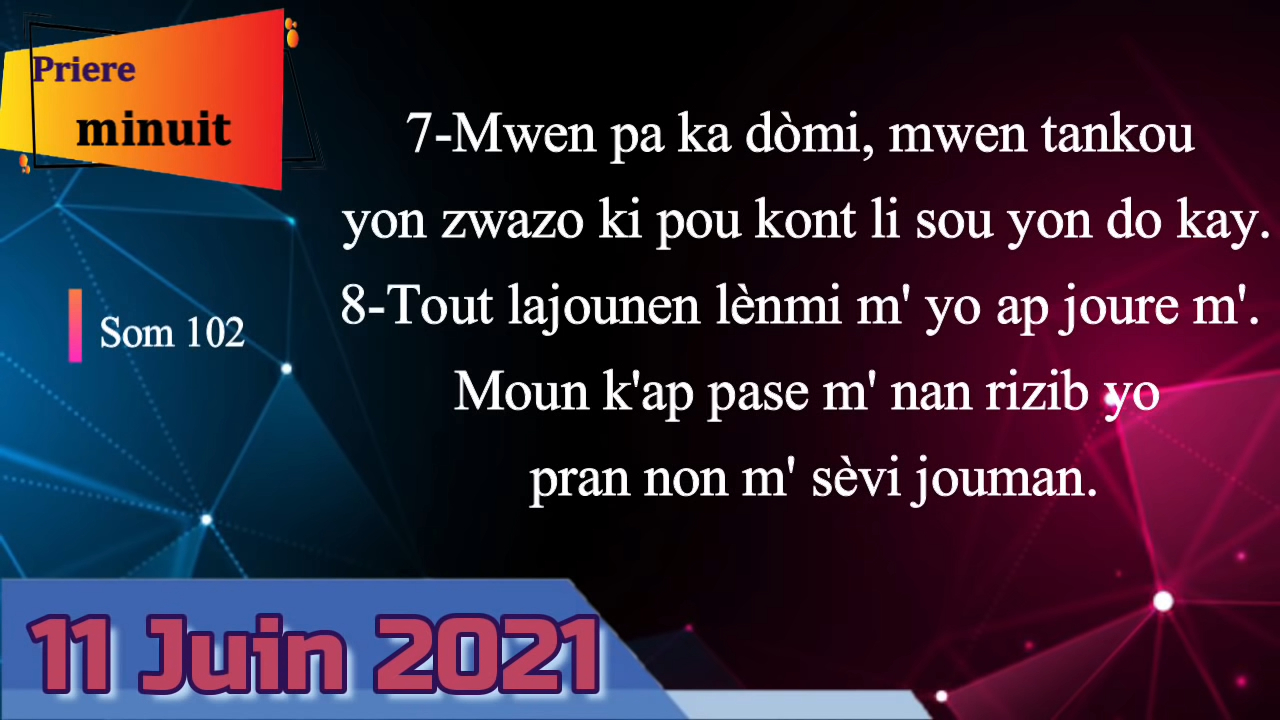 Priere
minuit
7-Mwen pa ka dòmi, mwen tankou
yon zwazo ki pou kont li sou yon do kay.
8-Tout lajounen lènmi m' yo ap joure m'.
Moun k'ap pase m' nan rizib yo
pran non m' sèvi jouman.
Som 102
11 Juin 2021